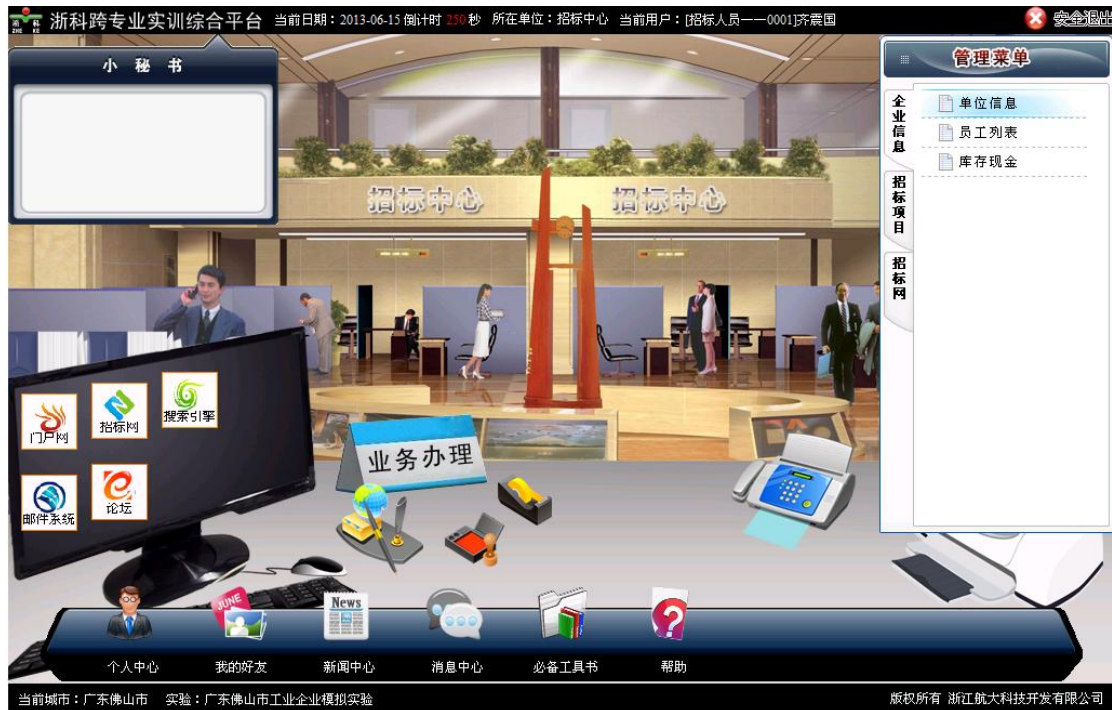 浙科
ZHE KE
浙科跨专业实训综合平台 当前日期：2013-06-15 倒计时 250 秒 所在单位：招标中心 当前用户：[招标人员——0001]齐震国
安全退出
小 秘 书
管理菜单
企业信息
单位信息
员工列表
库存现金
招标项目
招标网
招标中心 招标中心
门户网
招标网
搜索引擎
邮件系统
论坛
业务办理
JUNE
News
个人中心 我的好友 新闻中心 消息中心 必备工具书 帮助
当前城市：广东佛山市 实验：广东佛山市工业企业模拟实验
版权所有 浙江航大科技开发有限公司